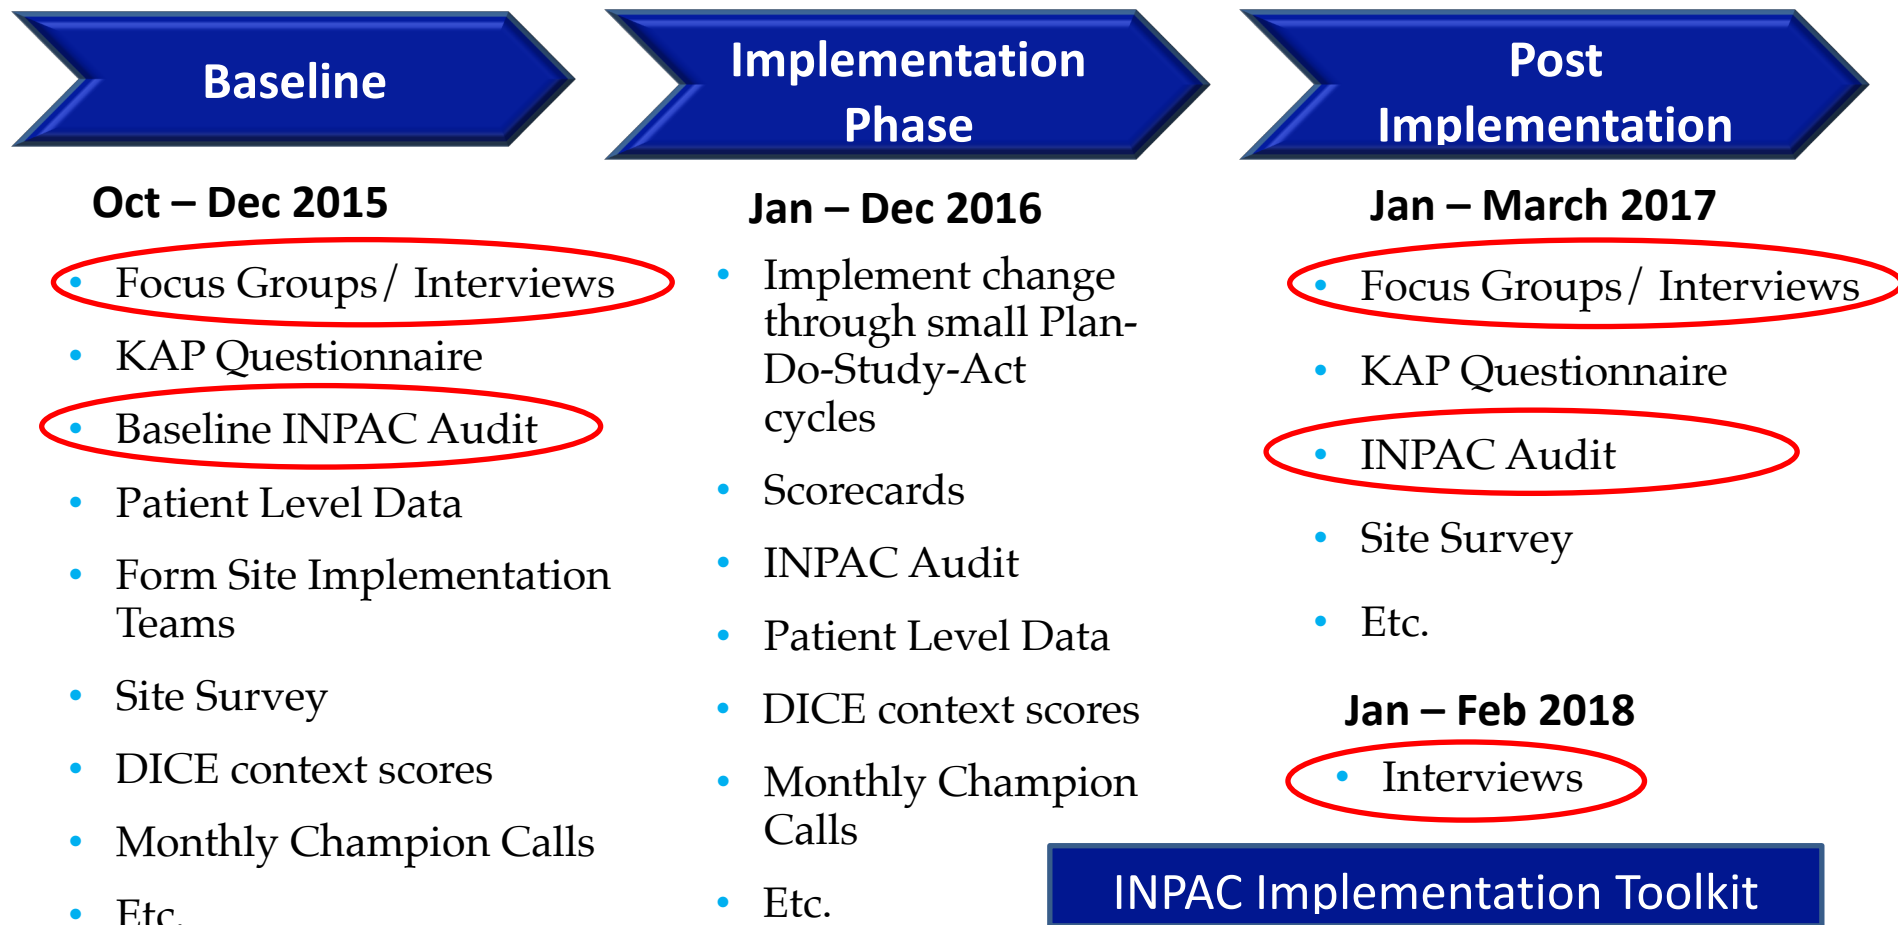 Baseline
Oct – Dec 2015
• Focus Groups/ Interviews
• KAP Questionnaire
• Baseline INPAC Audit
• Patient Level Data
• Form Site Implementation
Teams
• Site Survey
• DICE context scores
• Monthly Champion Calls
• Etc.
Implementation
Phase
Jan – Dec 2016
• Implement change
through small Plan-
Do-Study-Act
cycles
• Scorecards
• INPAC Audit
• Patient Level Data
• DICE context scores
• Monthly Champion
Calls
• Etc.
Post
Implementation
Jan – March 2017
• Focus Groups/ Interviews
• KAP Questionnaire
• INPAC Audit
• Site Survey
• Etc.
Jan – Feb 2018
• Interviews
INPAC Implementation Toolkit